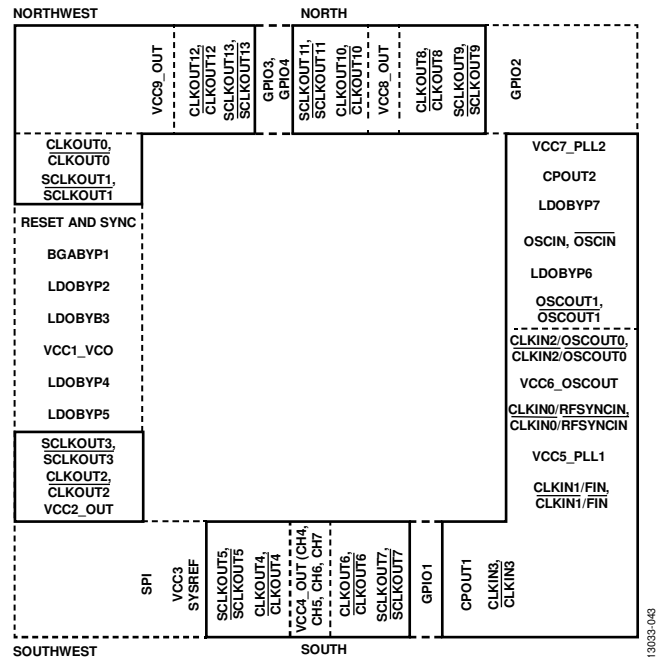 NORTHWEST
NORTH
VCC9_OUT
CLKOUT12,
CLKOUT12
SCLKOUT13,
SCLKOUT13
GPIO3,
GPIO4
SCLKOUT11,
SCLKOUT11
CLKOUT10,
CLKOUT10
VCC8_OUT
CLKOUT8,
CLKOUT8
SCLKOUT9,
SCLKOUT9
GPIO2
CLKOUT0,
CLKOUT0
SCLKOUT1,
SCLKOUT1
RESET AND SYNC
BGABYP1
LDOBYP2
LDOBYB3
VCC1_VCO
LDOBYP4
LDOBYP5
SCLKOUT3,
SCLKOUT3
CLKOUT2,
CLKOUT2
VCC2_OUT
VCC7_PLL2
CPOUT2
LDOBYP7
OSCIN, OSCIN
LDOBYP6
OSCOUT1,
OSCOUT1
CLKIN2/OSCOUT0,
CLKIN2/OSCOUT0
VCC6_OSCOUT
CLKIN0/RFSYNCIN,
CLKIN0/RFSYNCIN
VCC5_PLL1
CLKIN1/FIN,
CLKIN1/FIN
SPI
VCC3
SYSREF
SCLKOUT5,
SCLKOUT5
CLKOUT4,
CLKOUT4
VCC4_OUT (CH4,
CH5, CH6, CH7
CLKOUT6,
CLKOUT6
SCLKOUT7,
SCLKOUT7
GPIO1
CPOUT1
CLKIN3,
CLKIN3
SOUTHWEST
SOUTH
13033-043